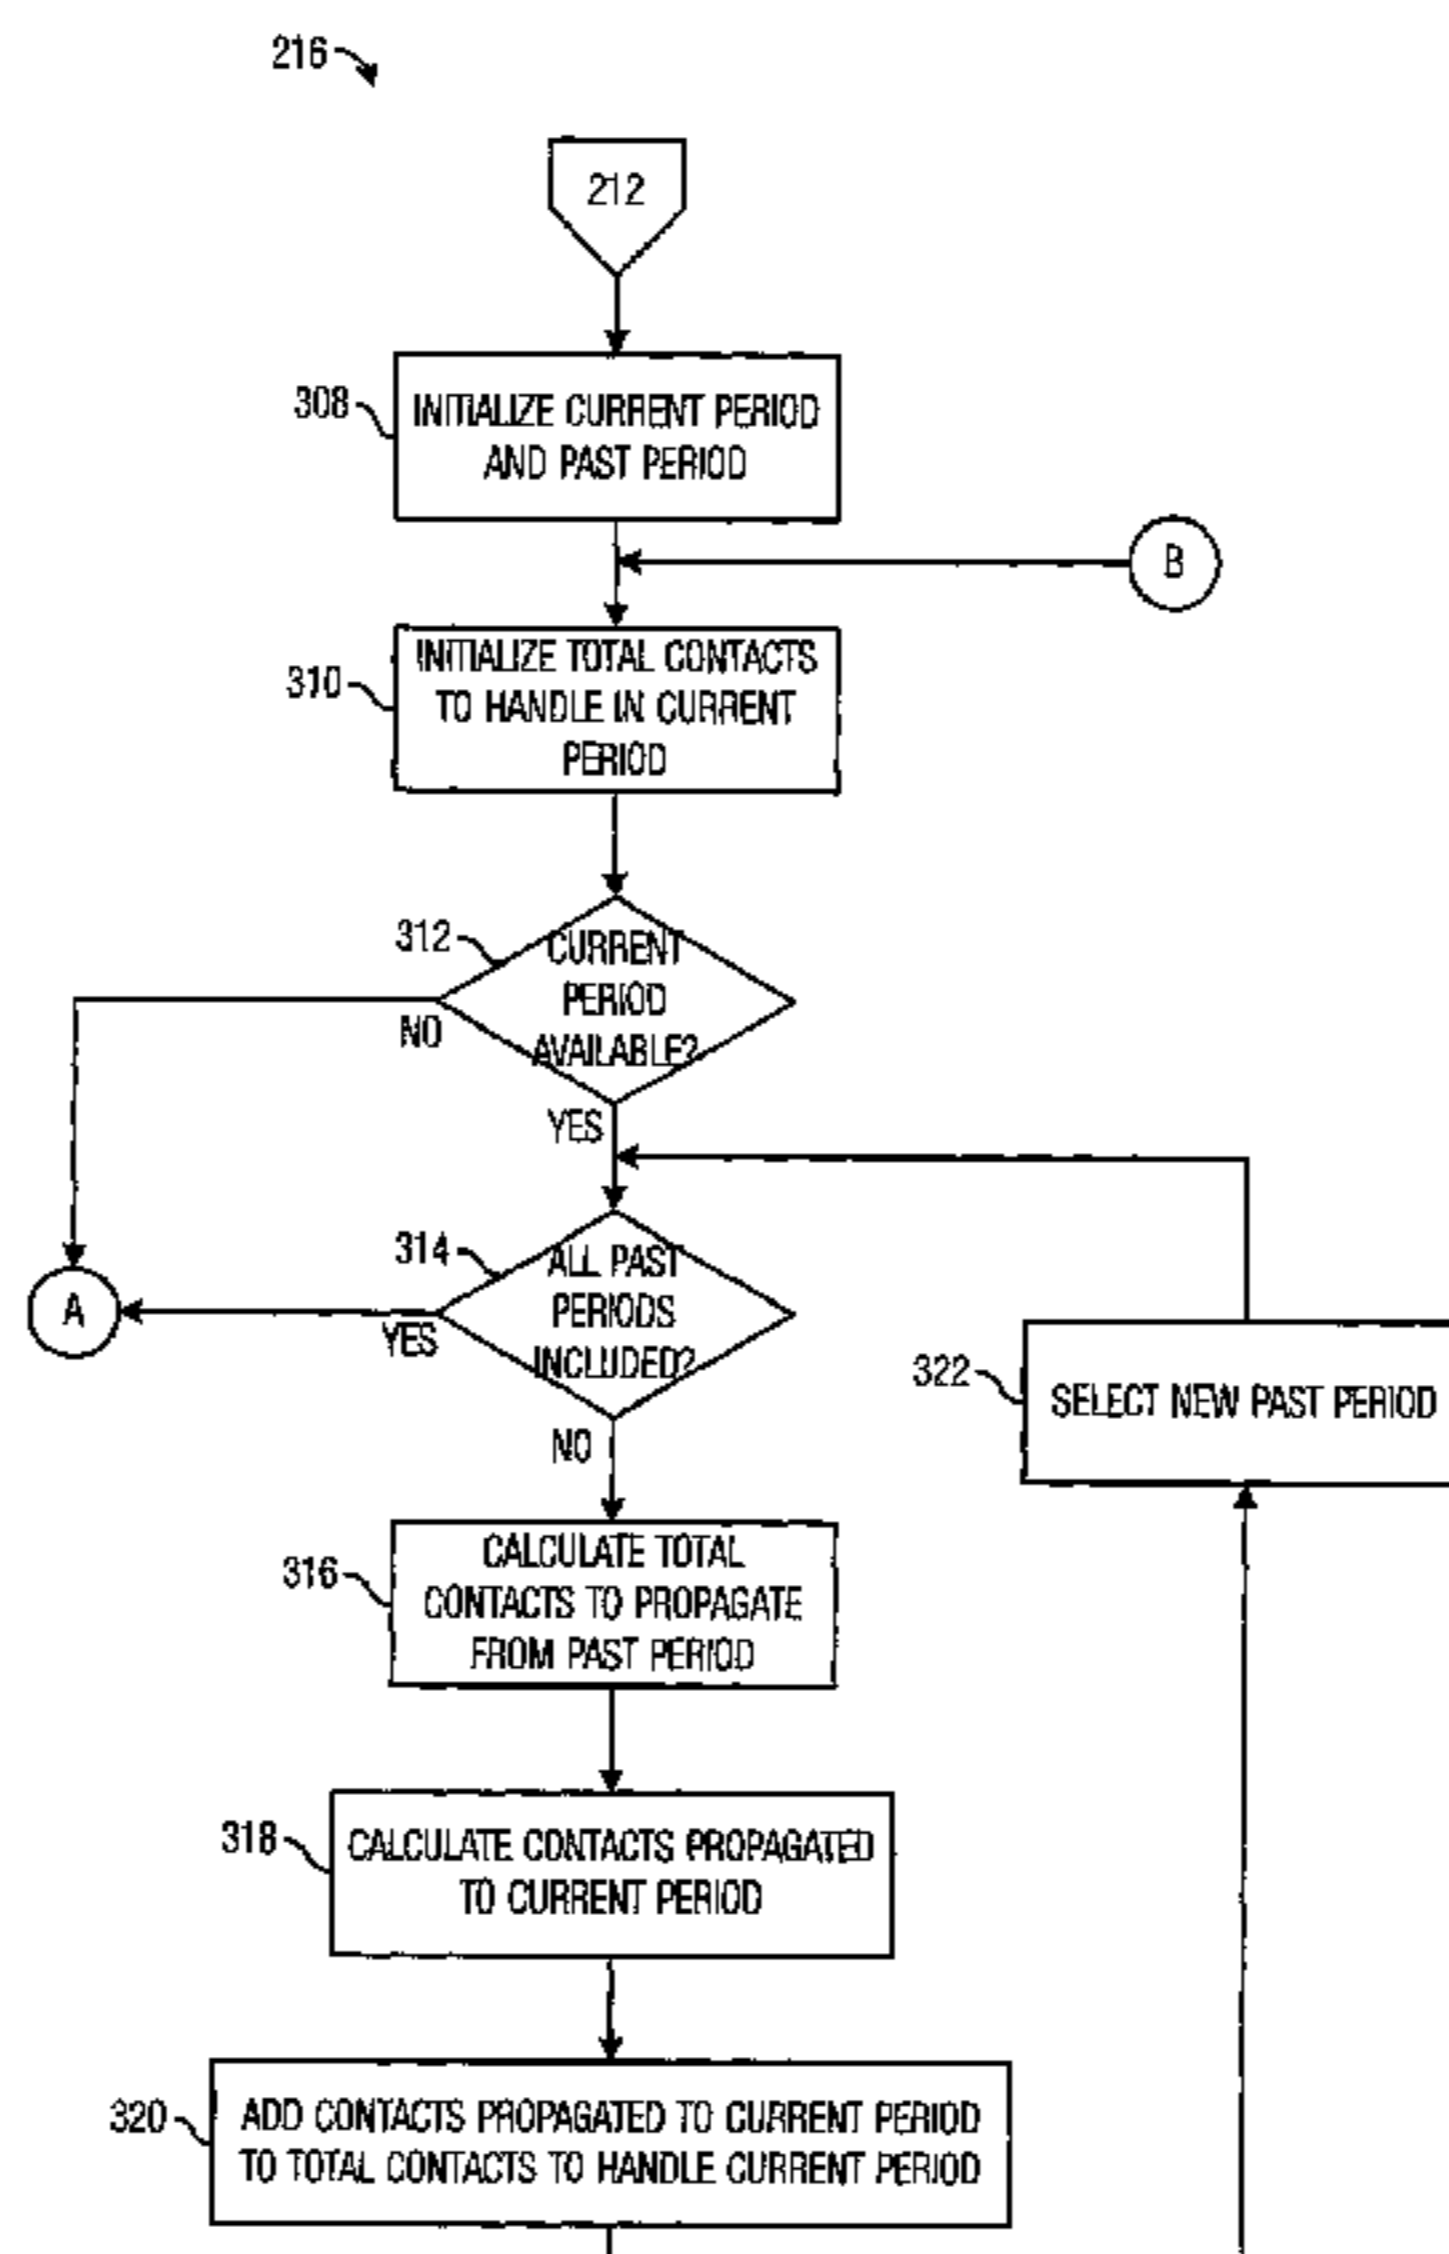 216
212
308
INITIALIZE CURRENT PERIOD
AND PAST PERIOD
B
310
INITIALIZE TOTAL CONTACTS
TO HANDLE IN CURRENT
PERIOD
312
CURRENT
PERIOD
AVAILABLE?
NO
YES
314
ALL PAST
PERIODS
INCLUDED?
A
YES
322
SELECT NEW PAST PERIOD
NO
316
CALCULATE TOTAL
CONTACTS TO PROPAGATE
FROM PAST PERIOD
318
CALCULATE CONTACTS PROPAGATED
TO CURRENT PERIOD
320
ADD CONTACTS PROPAGATED TO CURRENT PERIOD
TO TOTAL CONTACTS TO HANDLE CURRENT PERIOD